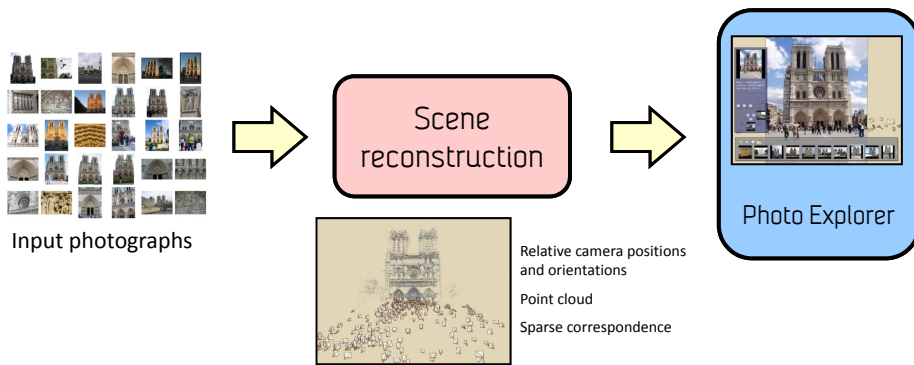 Input photographs
Scene
reconstruction
Relative camera positions
and orientations
Point cloud
Sparse correspondence
Photo Explorer